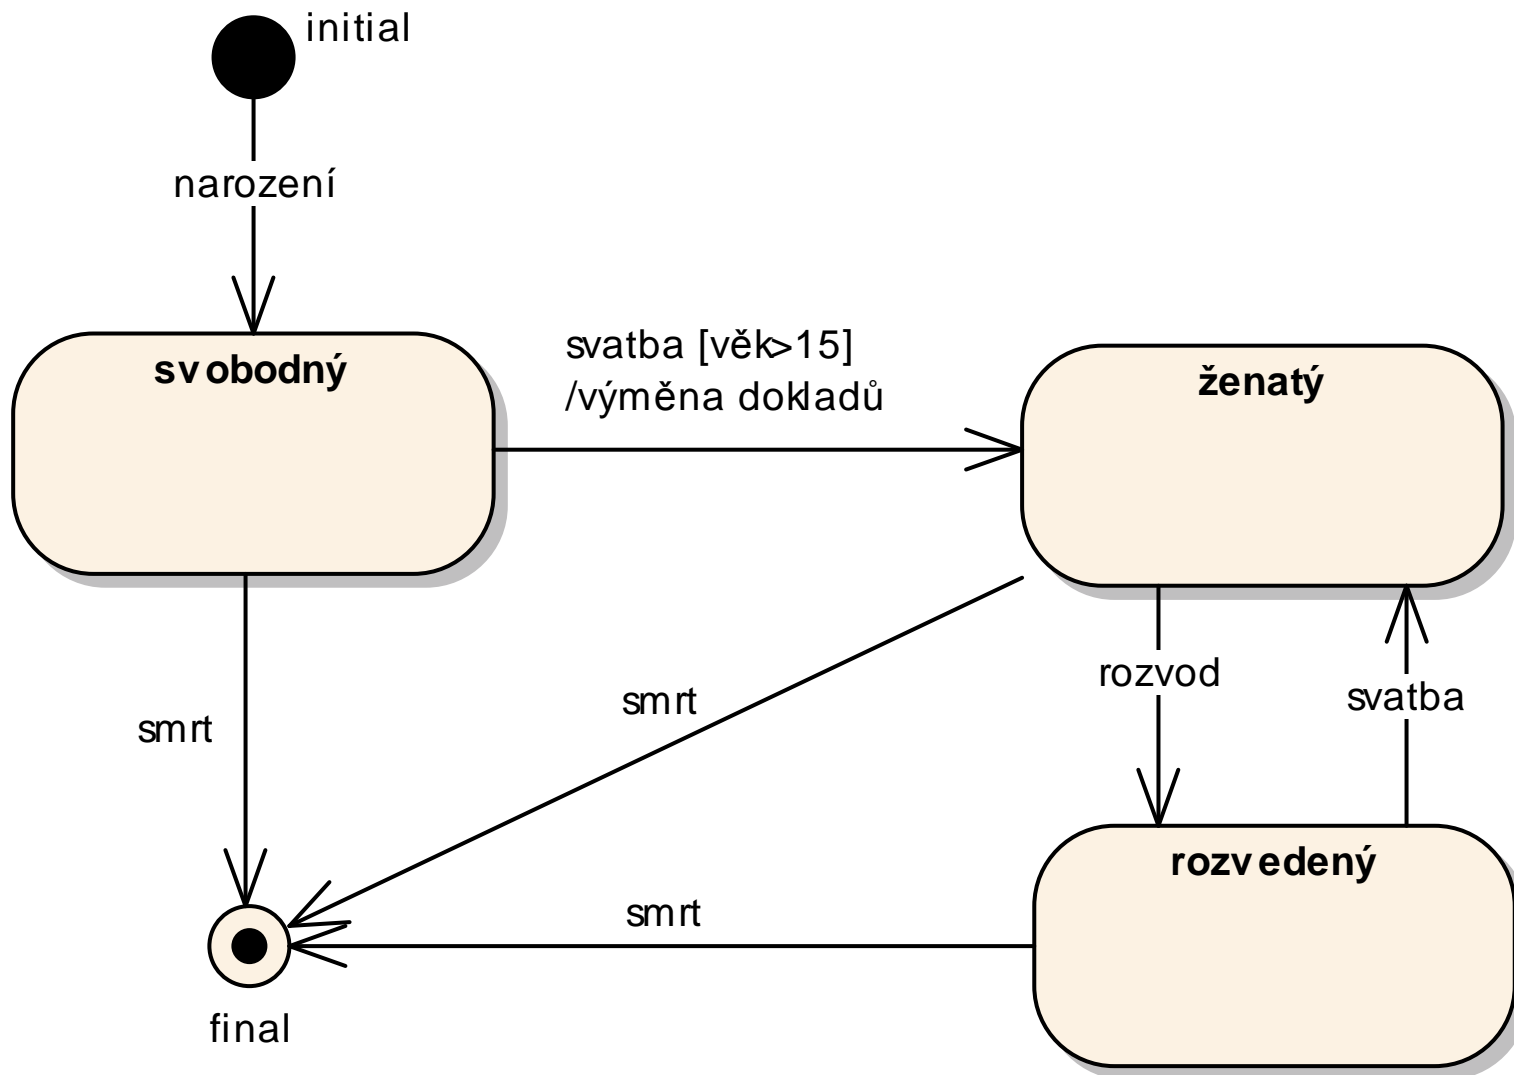 initial
narození
svobodný
svatba [věk>15]
/výměna dokladů
ženatý
smrt
smrt
rozvod
svatba
rozvedený
smrt
final